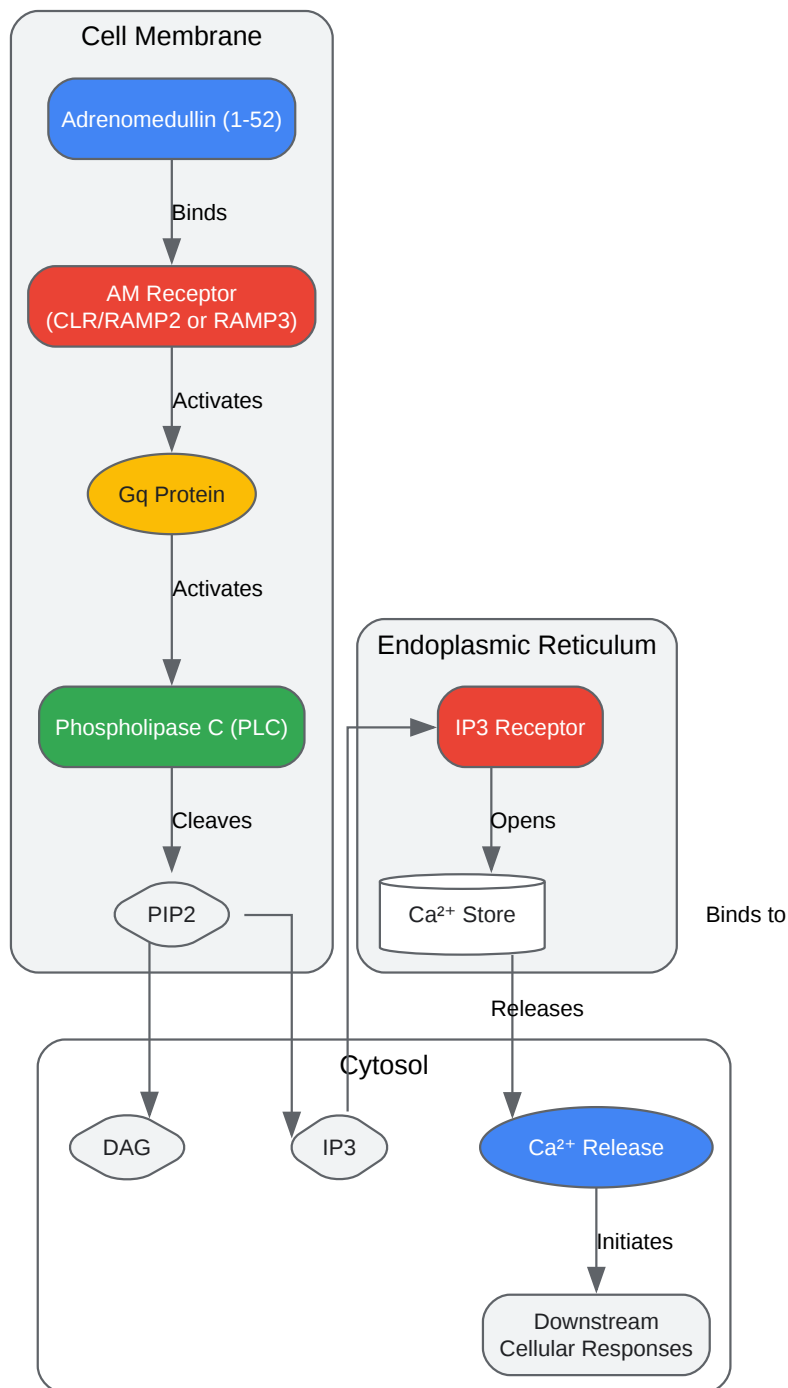 Cell Membrane
Adrenomedullin (1-52)
Binds
AM Receptor
(CLR/RAMP2 or RAMP3)
Activates
Gq Protein
Activates
Phospholipase C (PLC)
Cleaves
PIP2
Endoplasmic Reticulum
IP3 Receptor
Opens
Ca²⁺ Store
Binds to
Releases
Cytosol
DAG
IP3
Ca²⁺ Release
Initiates
Downstream
Cellular Responses